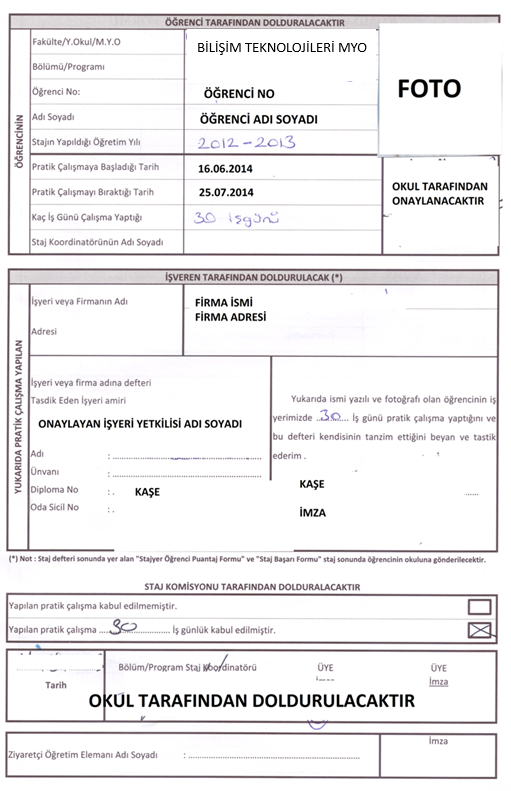 ÖĞRENCİ TARAFINDAN DOLDURALACAKTIR
ÖĞRENCİNİN
Fakülte/Y.Okul/M.Y.O
BİLİŞİM TEKNOLOJİLERİ MYO
Bölümü/Programı
FOTO
Öğrenci No:
ÖĞRENCİ NO
Adı Soyadı
ÖĞRENCİ ADI SOYADI
Stajın Yapıldığı Öğretim Yılı
2012-2013
Pratik Çalışmaya Başladığı Tarih
16.06.2014
Pratik Çalışmayı Bıraktığı Tarih
25.07.2014
OKUL TARAFINDAN
ONAYLANACAKTIR
Kaç İş Günü Çalışma Yaptığı
30 işgünü
Staj Koordinatörünün Adı Soyadı
İŞVEREN TARAFINDAN DOLDURULACAK (*)
YUKARIDA PRATİK ÇALIŞMA YAPILAN
İşyeri veya Firmanın Adı
FİRMA İSMİ
Adresi
FİRMA ADRESİ
İşyeri veya firma adına defteri
Tasdik Eden İşyeri amiri
ONAYLAYAN İŞYERİ YETKİLİSİ ADI SOYADI
Adı :
Ünvanı :
Diploma No : . KAŞE
Oda Sicil No : .
Yukarıda ismi yazılı ve fotoğrafı olan öğrencinin iş
yerimizde ..30... İş günü pratik çalışma yaptığını ve
bu defteri kendisinin tanzim ettiğini beyan ve tastik
ederim .
KAŞE
İMZA
(*) Not : Staj defteri sonunda yer alan "Stajyer Öğrenci Puantaj Formu" ve "Staj Başarı Formu" staj sonunda öğrencinin okuluna gönderilecektir.
STAJ KOMİSYONU TARAFINDAN DOLDURALACAKTIR
Yapılan pratik çalışma kabul edilmemiştir.
Yapılan pratik çalışma ....30.......... İş günlük kabul edilmiştir.
Tarih
Bölüm/Program Staj Koordinatörü
ÜYE
ÜYE
İmza
OKUL TARAFINDAN DOLDURULACAKTIR
Ziyaretçi Öğretim Elemanı Adı Soyadı :
İmza